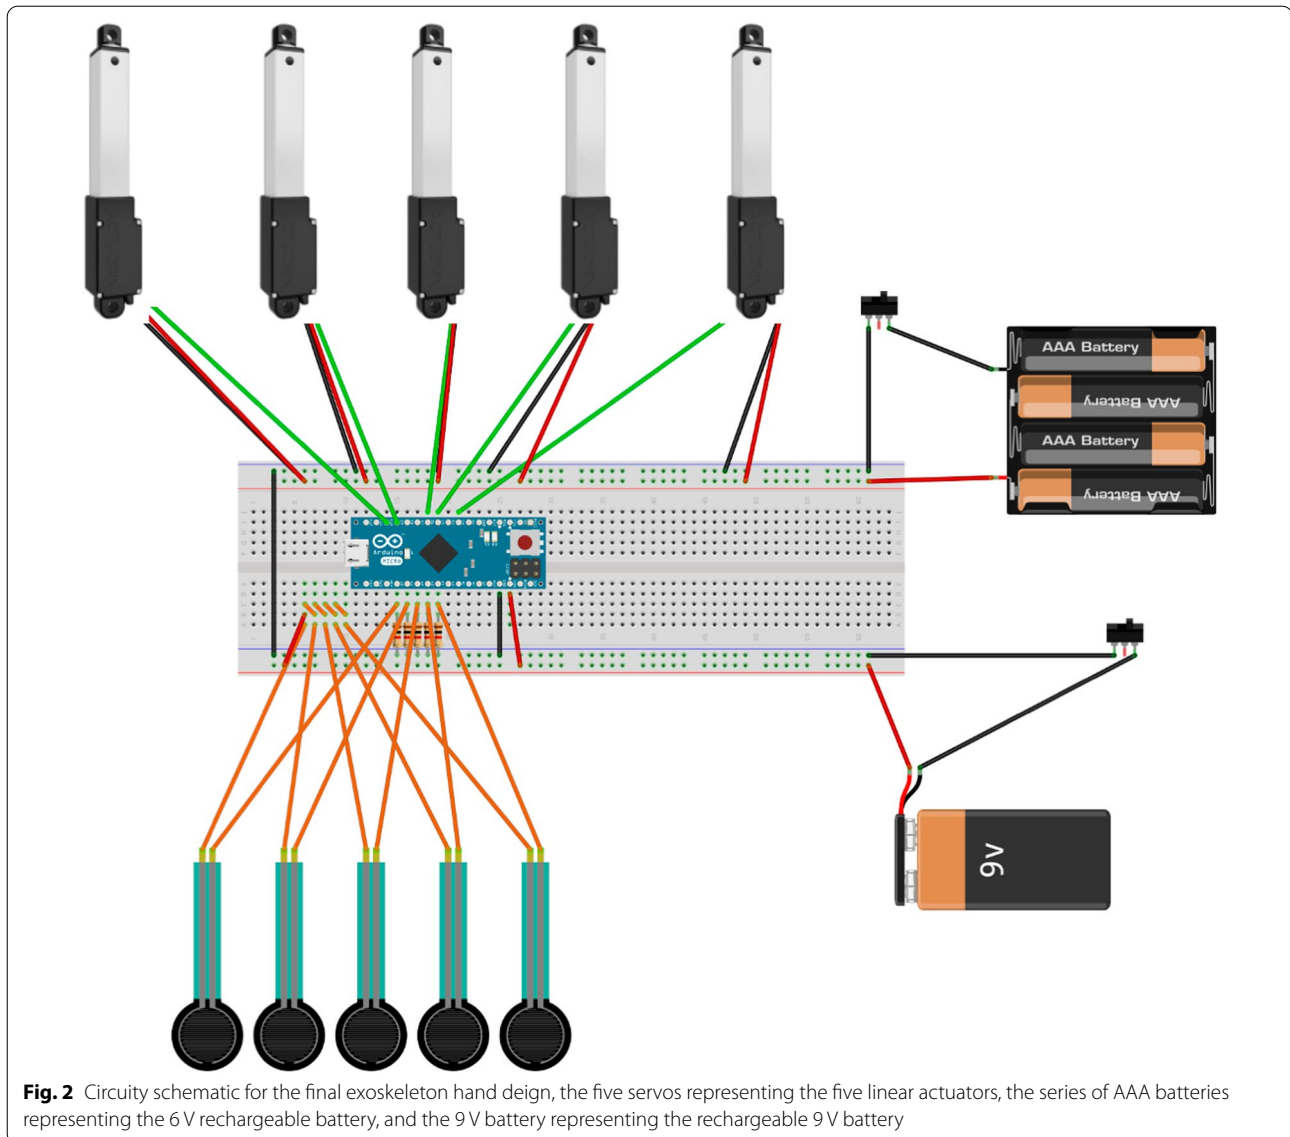 AAA Battery
AAA Battery
AAA Battery
AAA Battery
Arduino
MICRO
9v
Fig. 2 Circuity schematic for the final exoskeleton hand deign, the five servos representing the five linear actuators, the series of AAA batteries
representing the 6 V rechargeable battery, and the 9 V battery representing the rechargeable 9 V battery